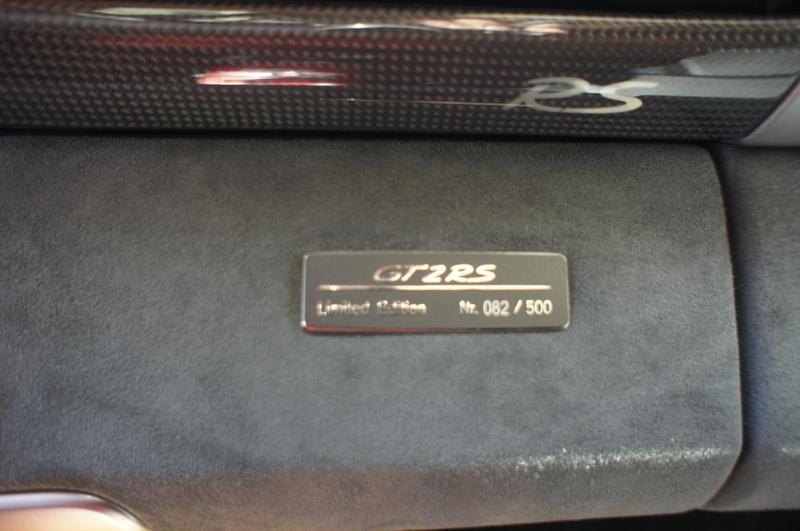 RS
GT2RS
Limited Edition Nr. 082 / 500